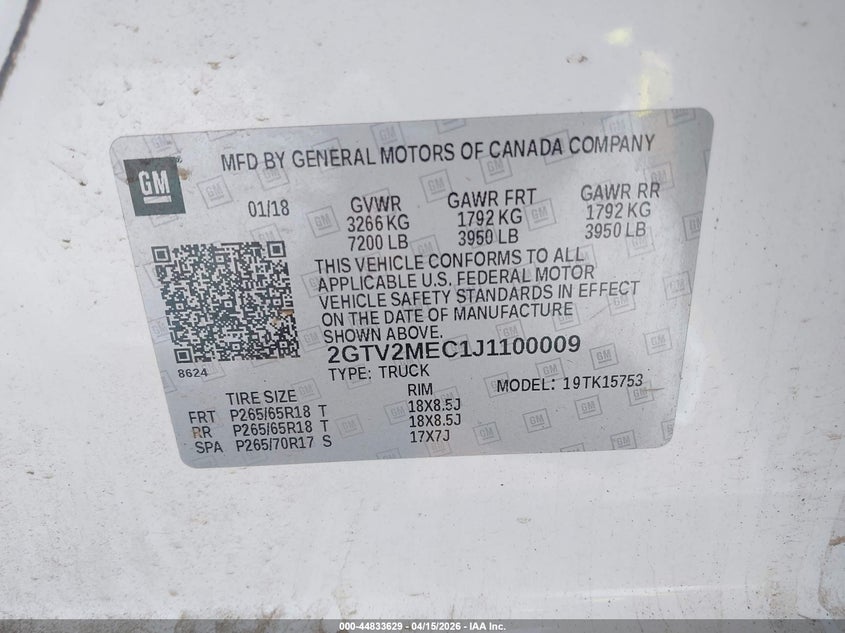 GM
MFD BY GENERAL MOTORS OF CANADA COMPANY
01/18
GVWR GAWR FRT GAWR RR
3266 KG 1792 KG 1792 KG
7200 LB 3950 LB 3950 LB
THIS VEHICLE CONFORMS TO ALL
APPLICABLE U.S. FEDERAL MOTOR
VEHICLE SAFETY STANDARDS IN EFFECT
ON THE DATE OF MANUFACTURE
SHOWN ABOVE.
2GTV2MEC1J1100009
8624
TYPE: TRUCK MODEL: 19TK15753
TIRE SIZE RIM
FRT P265/65R18 T 18X8.5J
RR P265/65R18 T 18X8.5J
SPA P265/70R17 S 17X7J
000-44833629 - 04/15/2026 - IAA Inc.